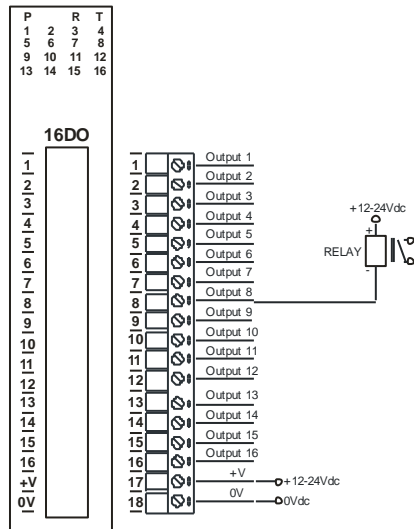 P R T
1 2 3 4
5 6 7 8
9 10 11 12
13 14 15 16
16DO
1
2
3
4
5
6
7
8
9
10
11
12
13
14
15
16
+V
0V
1 Output 1
2 Output 2
3 Output 3
4 Output 4
5 Output 5
6 Output 6
7 Output 7
8 Output 8
9 Output 9
10 Output 10
11 Output 11
12 Output 12
13 Output 13
14 Output 14
15 Output 15
16 Output 16
17 +V +12-24Vdc
18 0V 0Vdc
+12-24Vdc
+
RELAY
-